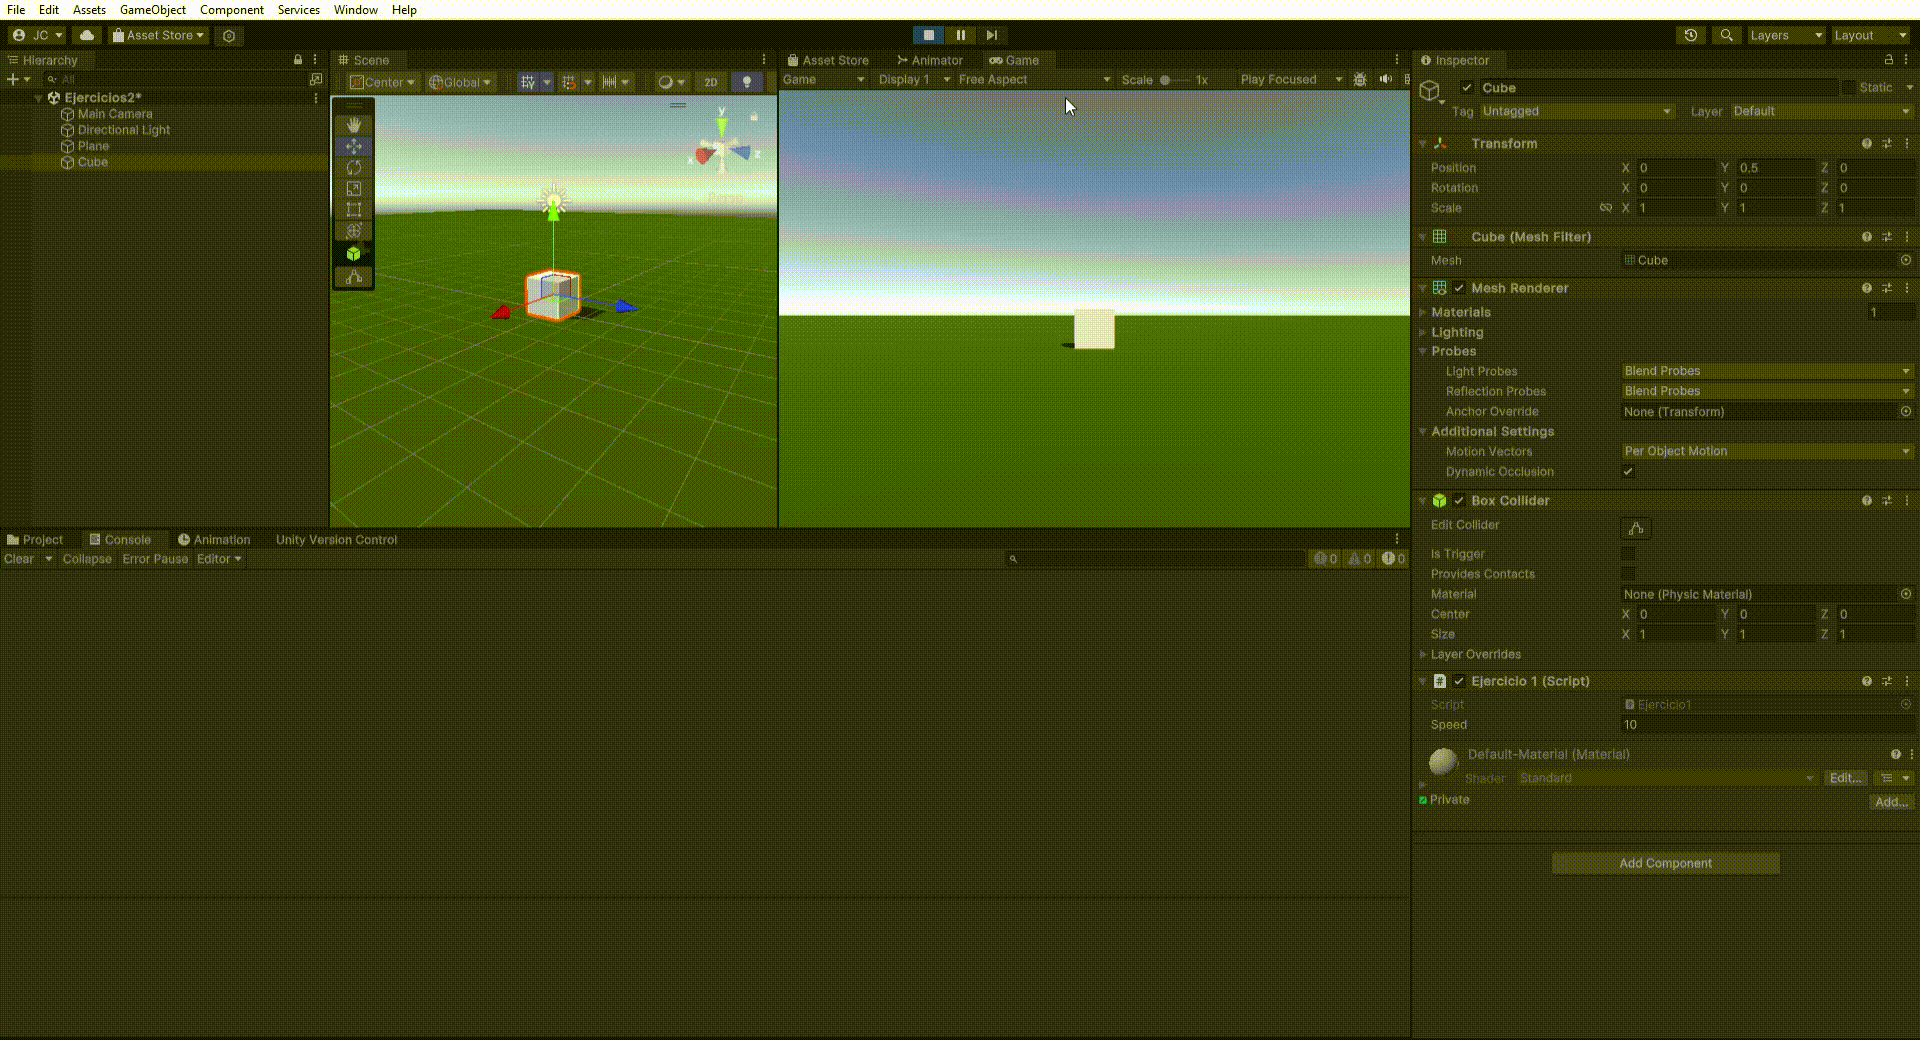 File Edit Assets GameObject Component Services Window Help
JC Asset Store Layers Layout
Hierarchy
All
Ejercicios2*
Main Camera
Directional Light
Plane
Cube
Scene
Center Global 2D
y
x z
Persp
Asset Store Animator Game
Game Display 1 Free Aspect Scale 1x Play Focused
Inspector
Cube Static
Tag Untagged Layer Default
Transform
Position X 0 Y 0.5 Z 0
Rotation X 0 Y 0 Z 0
Scale X 1 Y 1 Z 1
Cube (Mesh Filter)
Mesh Cube
Mesh Renderer
Materials 1
Lighting
Probes
Light Probes Blend Probes
Reflection Probes Blend Probes
Anchor Override None (Transform)
Additional Settings
Motion Vectors Per Object Motion
Dynamic Occlusion
Box Collider
Edit Collider
Is Trigger
Provides Contacts
Material None (Physic Material)
Center X 0 Y 0 Z 0
Size X 1 Y 1 Z 1
Layer Overrides
# Ejercicio 1 (Script)
Script Ejercicio1
Speed 10
Default-Material (Material)
Shader Standard Edit...
Private
Add...
Add Component
Project Console Animation Unity Version Control
Clear Collapse Error Pause Editor 0 0 0